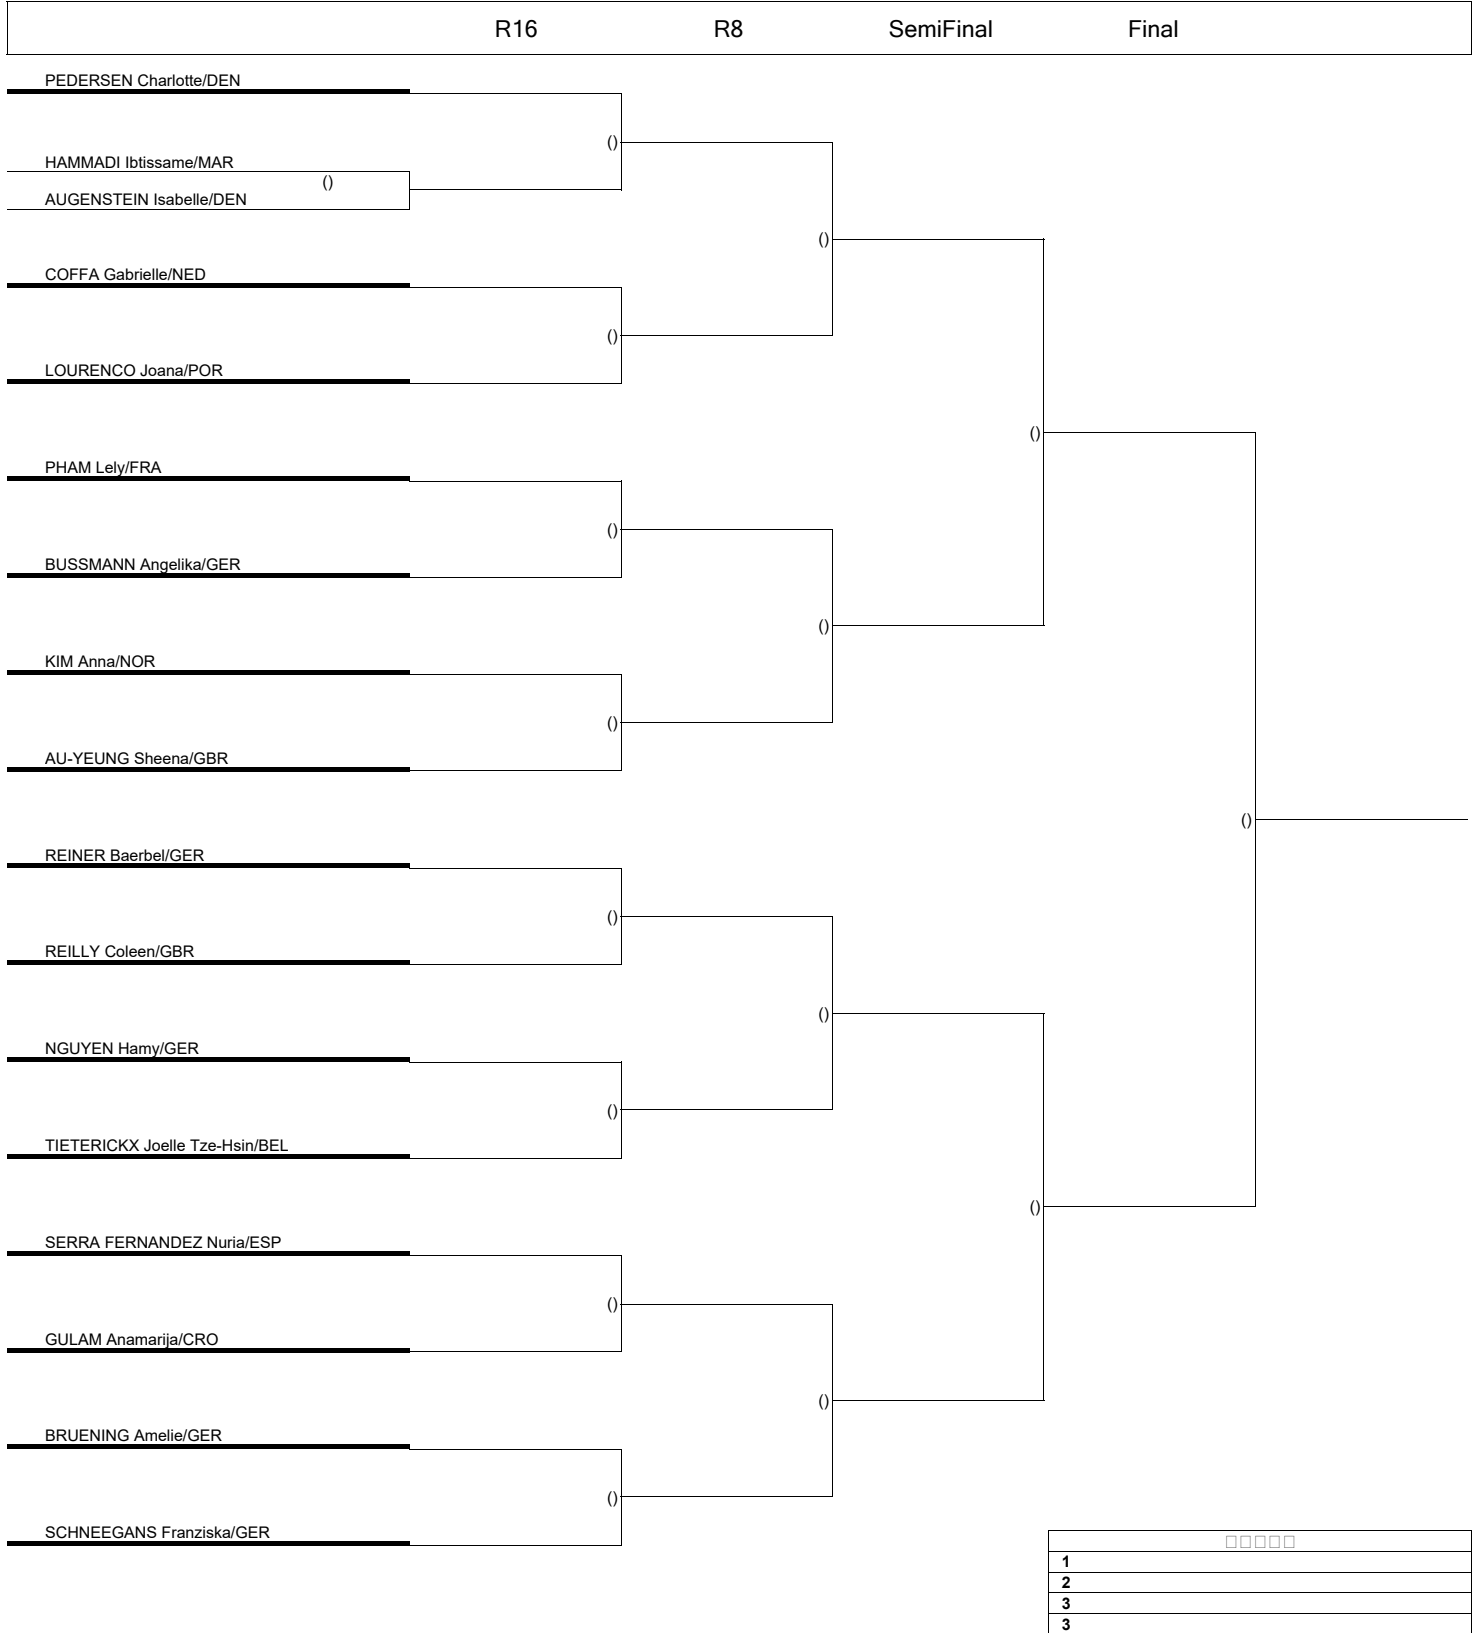 R16 R8 SemiFinal Final
PEDERSEN Charlotte/DEN
()
HAMMADI Ibtissame/MAR
()
AUGENSTEIN Isabelle/DEN
()
COFFA Gabrielle/NED
()
LOURENCO Joana/POR
()
PHAM Lely/FRA
()
BUSSMANN Angelika/GER
()
KIM Anna/NOR
()
AU-YEUNG Sheena/GBR
()
REINER Baerbel/GER
()
REILLY Coleen/GBR
()
NGUYEN Hamy/GER
()
TIETERICKX Joelle Tze-Hsin/BEL
()
SERRA FERNANDEZ Nuria/ESP
()
GULAM Anamarija/CRO
()
BRUENING Amelie/GER
()
SCHNEEGANS Franziska/GER
1
2
3
3